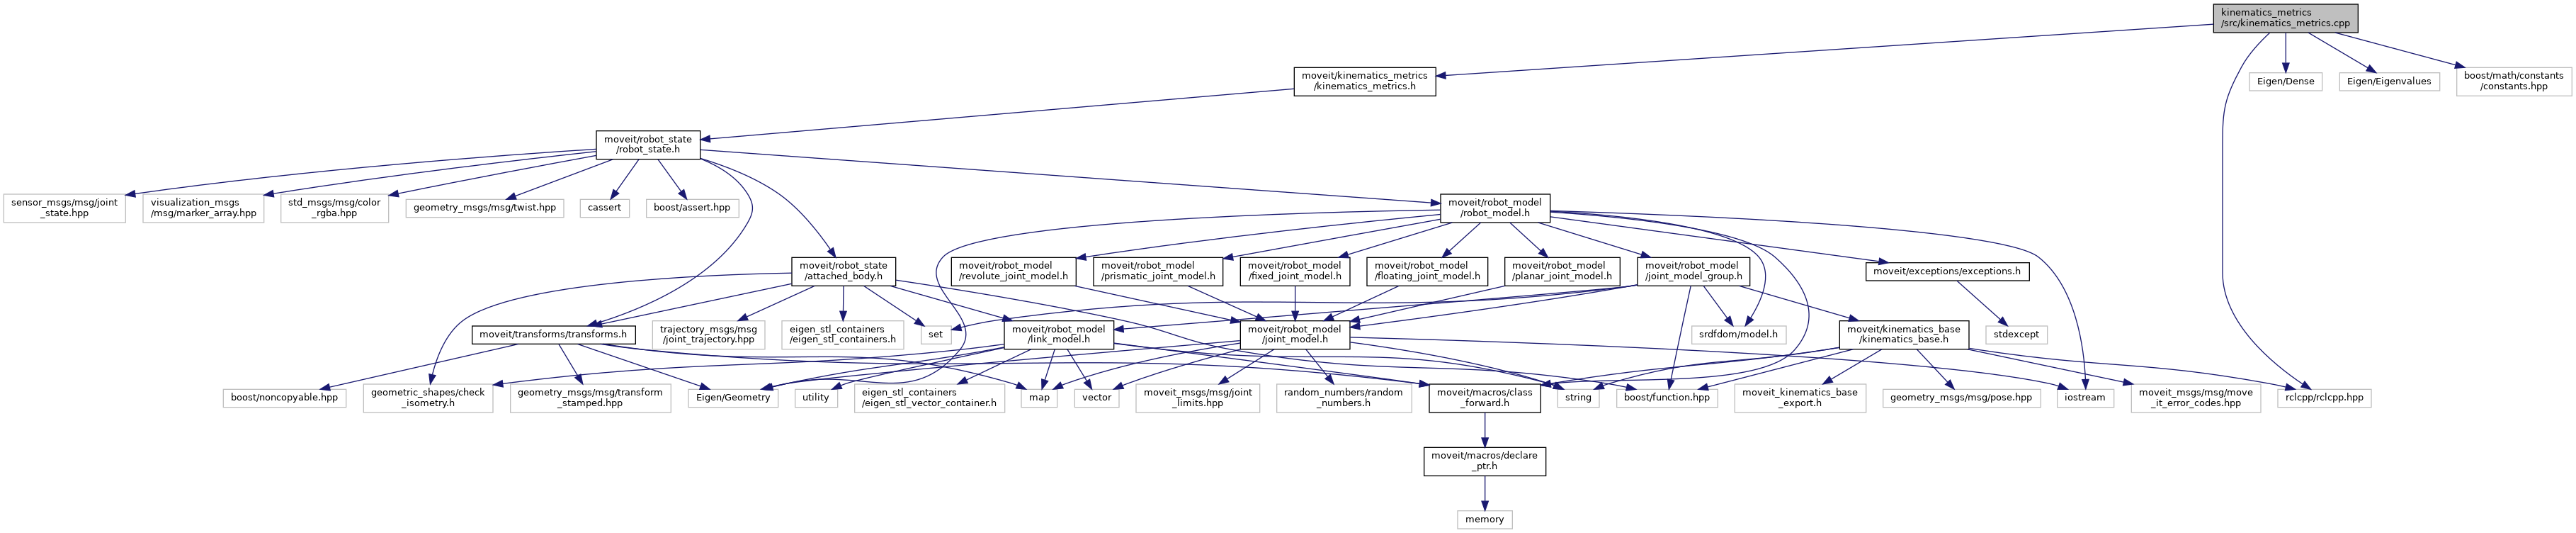 kinematics_metrics
/src/kinematics_metrics.cpp
moveit/kinematics_metrics
/kinematics_metrics.h
Eigen/Dense
Eigen/Eigenvalues
boost/math/constants
/constants.hpp
moveit/robot_state
/robot_state.h
sensor_msgs/msg/joint
_state.hpp
visualization_msgs
/msg/marker_array.hpp
std_msgs/msg/color
_rgba.hpp
geometry_msgs/msg/twist.hpp
cassert
boost/assert.hpp
moveit/robot_model
/robot_model.h
moveit/robot_state
/attached_body.h
moveit/robot_model
/revolute_joint_model.h
moveit/robot_model
/prismatic_joint_model.h
moveit/robot_model
/fixed_joint_model.h
moveit/robot_model
/floating_joint_model.h
moveit/robot_model
/planar_joint_model.h
moveit/robot_model
/joint_model_group.h
moveit/exceptions/exceptions.h
moveit/transforms/transforms.h
trajectory_msgs/msg
/joint_trajectory.hpp
eigen_stl_containers
/eigen_stl_containers.h
set
moveit/robot_model
/link_model.h
moveit/robot_model
/joint_model.h
srdfdom/model.h
moveit/kinematics_base
/kinematics_base.h
stdexcept
boost/noncopyable.hpp
geometric_shapes/check
_isometry.h
geometry_msgs/msg/transform
_stamped.hpp
Eigen/Geometry
utility
eigen_stl_containers
/eigen_stl_vector_container.h
map
vector
moveit_msgs/msg/joint
_limits.hpp
random_numbers/random
_numbers.h
moveit/macros/class
_forward.h
string
boost/function.hpp
moveit_kinematics_base
_export.h
geometry_msgs/msg/pose.hpp
iostream
moveit_msgs/msg/move
_it_error_codes.hpp
rclcpp/rclcpp.hpp
moveit/macros/declare
_ptr.h
memory